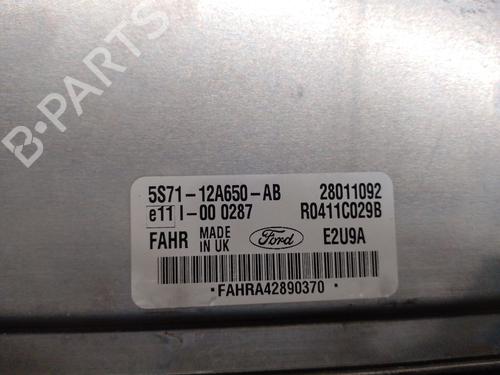 B-PARTS
5S71-12A650-AB 28011092
e11 I-00 0287 R0411C029B
FAHR MADE IN UK Ford E2U9A
•FAHRA42890370 •